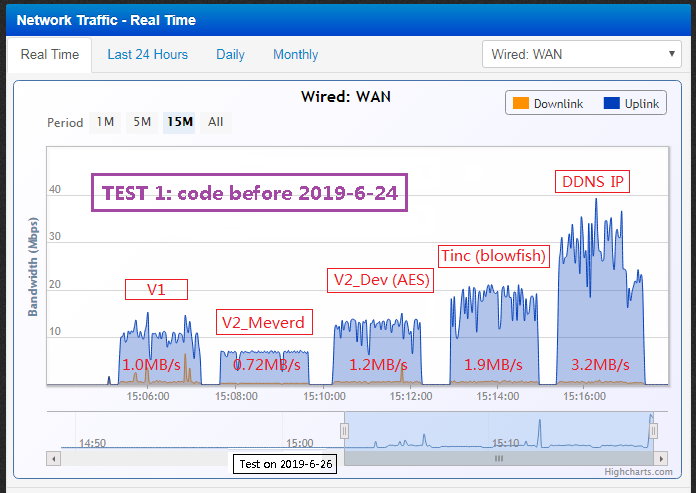 Network Traffic - Real Time
Real Time Last 24 Hours Daily Monthly Wired: WAN
Wired: WAN
Downlink Uplink
Period 1M 5M 15M All
TEST 1: code before 2019-6-24
Bandwidth (Mbps)
40
30
20
10
V1
V2_Meyerd
V2_Dev (AES)
Tinc (blowfish)
DDNS IP
1.0MB/s 0.72MB/s 1.2MB/s 1.9MB/s 3.2MB/s
15:06:00 15:08:00 15:10:00 15:12:00 15:14:00 15:16:00
14:50 15:00 15:10
Test on 2019-6-26
Highcharts.com